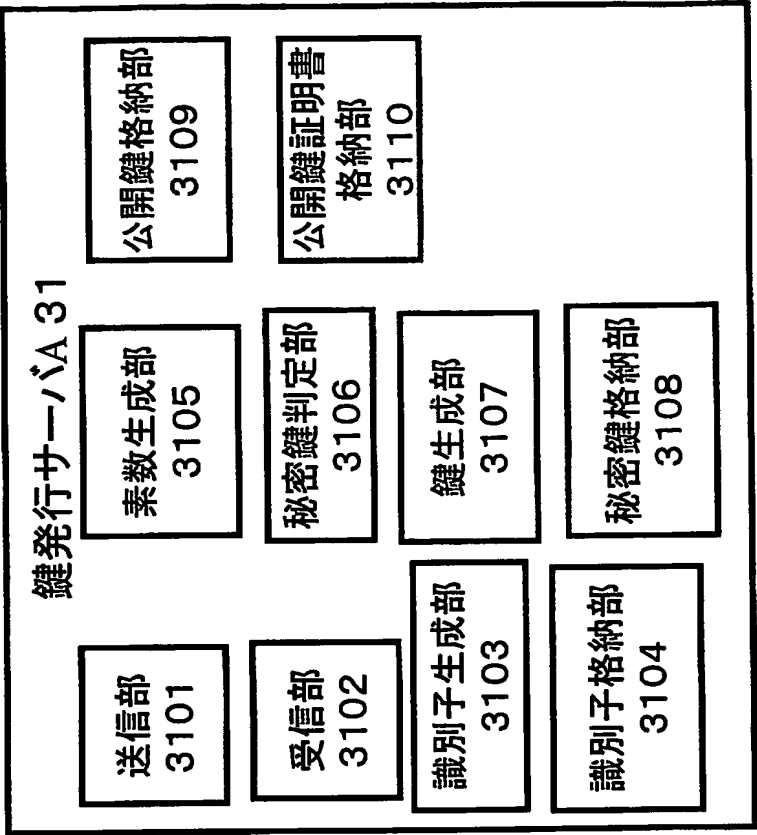 鍵発行サーバA 31
送信部
3101
受信部
3102
識別子生成部
3103
識別子格納部
3104
素数生成部
3105
秘密鍵判定部
3106
鍵生成部
3107
秘密鍵格納部
3108
公開鍵格納部
3109
公開鍵証明書
格納部
3110